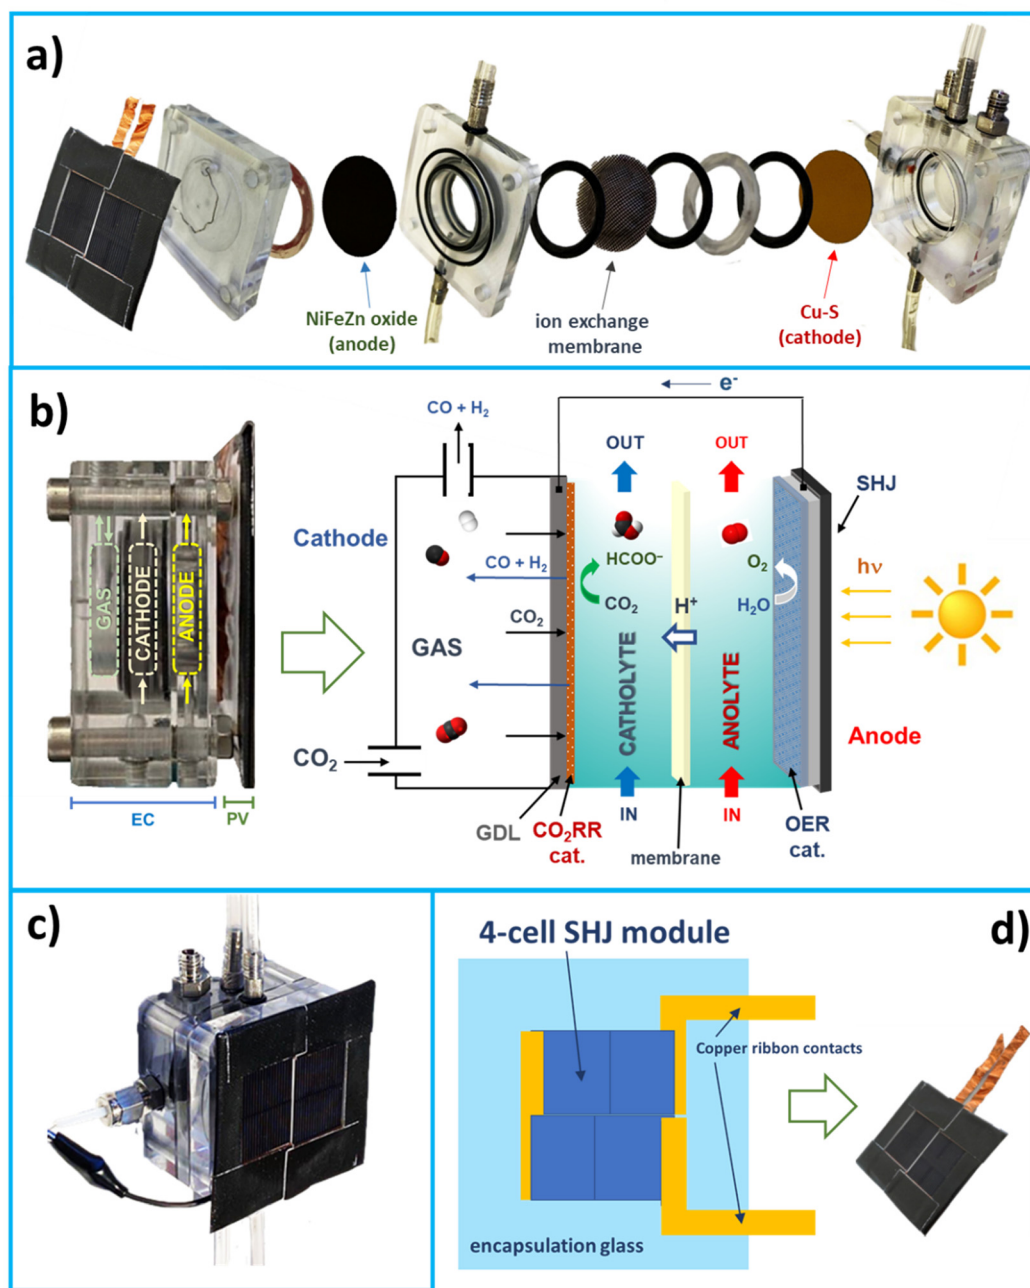 a)
NiFeZn oxide
(anode)
ion exchange
membrane
Cu-S
(cathode)
b)
GAS
CATHODE
ANODE
EC
PV
e-
CO + H₂
OUT
OUT
SHJ
Cathode
HCOO⁻
O₂
hν
CO + H₂
CO₂
H⁺
H₂O
CO₂
GAS
CATHOLYTE
ANOLYTE
Anode
CO₂
IN
IN
GDL
CO₂RR
cat.
membrane
OER
cat.
c)
d)
4-cell SHJ module
Copper ribbon contacts
encapsulation glass